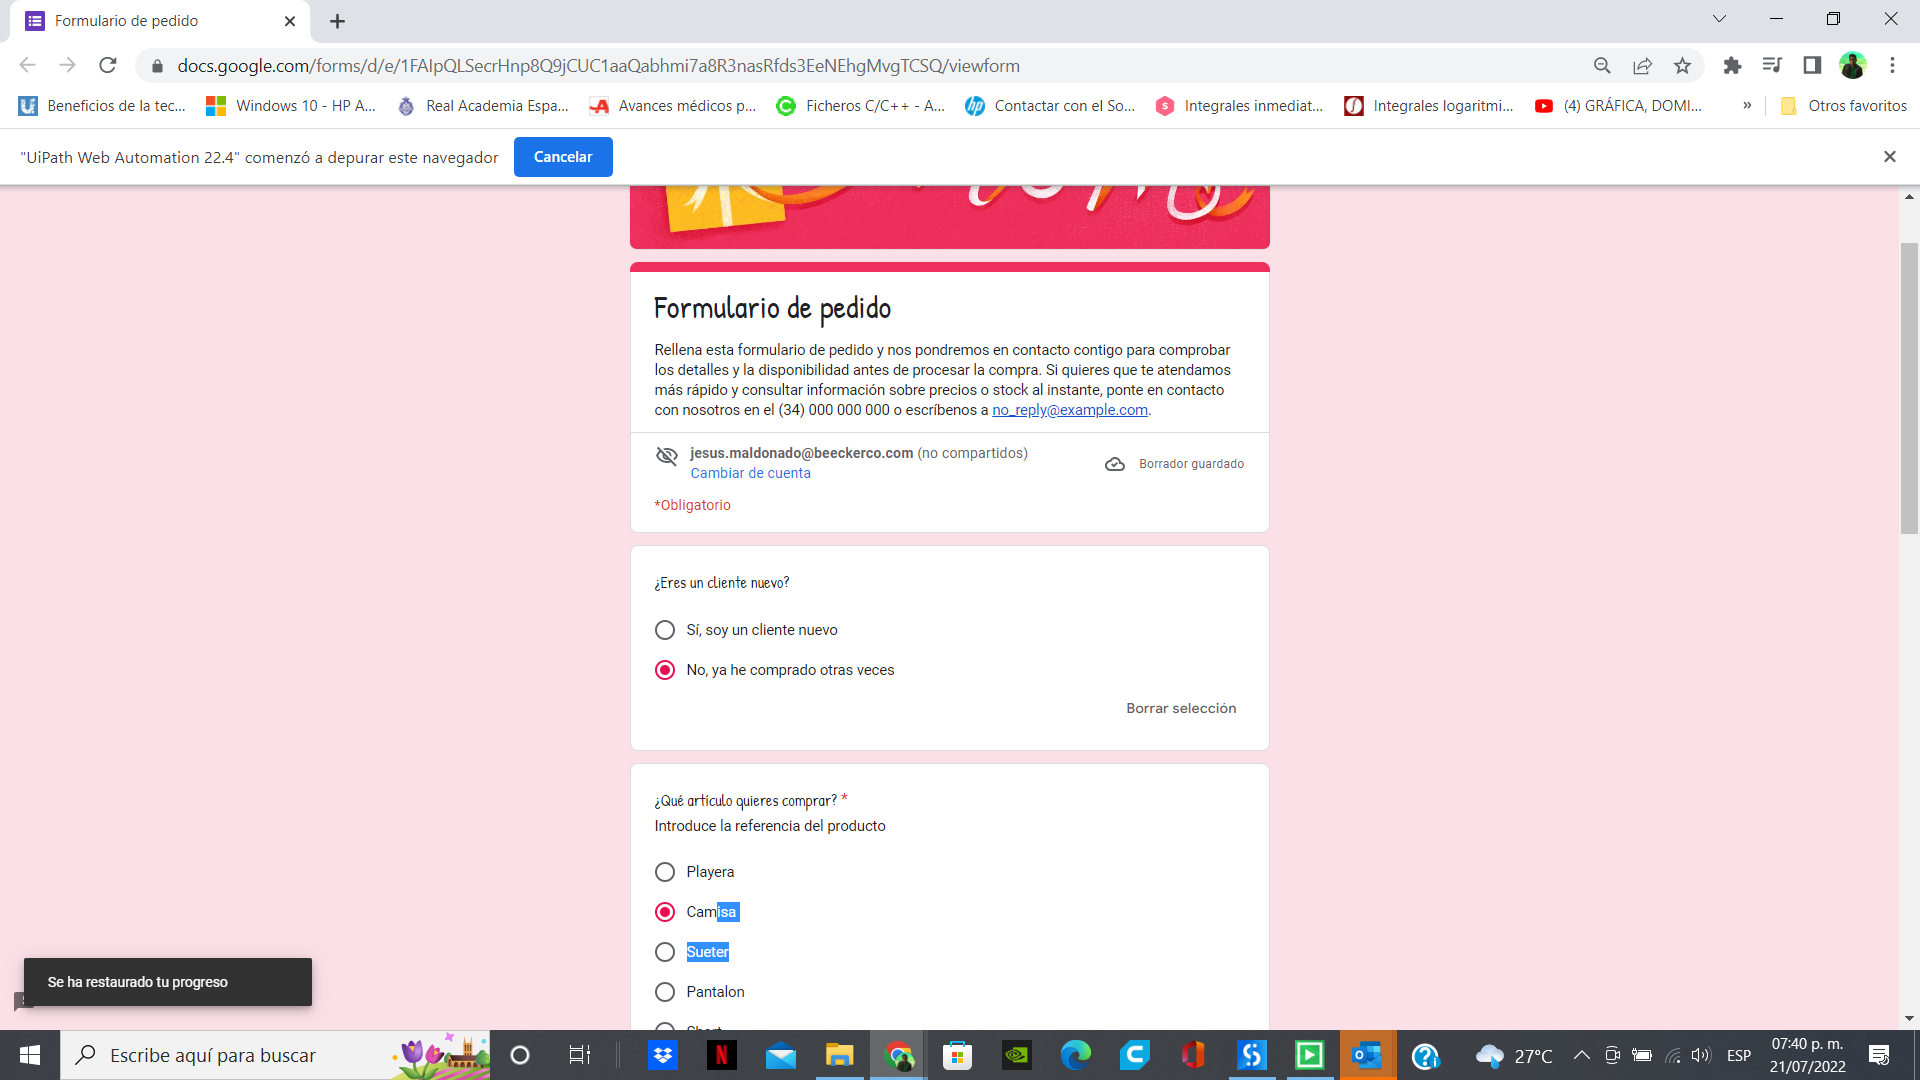 Formulario de pedido
docs.google.com/forms/d/e/1FAIpQLSecrHnp8Q9jCUC1aaQabhmi7a8R3nasRfds3EeNEhgMvgTCSQ/viewform
Beneficios de la tec... Windows 10 - HP A... Real Academia Espa... Avances médicos p... Ficheros C/C++ - A... Contactar con el So... Integrales inmediat... Integrales logaritmi... (4) GRÁFICA, DOMI... » Otros favoritos
"UiPath Web Automation 22.4" comenzó a depurar este navegador Cancelar
Formulario de pedido
Rellena esta formulario de pedido y nos pondremos en contacto contigo para comprobar
los detalles y la disponibilidad antes de procesar la compra. Si quieres que te atendamos
más rápido y consultar información sobre precios o stock al instante, ponte en contacto
con nosotros en el (34) 000 000 000 o escríbenos a no_reply@example.com.
jesus.maldonado@beeckerco.com (no compartidos)
Cambiar de cuenta
Borrador guardado
*Obligatorio
¿Eres un cliente nuevo?
Sí, soy un cliente nuevo
No, ya he comprado otras veces
Borrar selección
¿Qué artículo quieres comprar? *
Introduce la referencia del producto
Playera
Camisa
Sueter
Pantalon
Se ha restaurado tu progreso
Escribe aquí para buscar
27°C
ESP
07:40 p. m.
21/07/2022